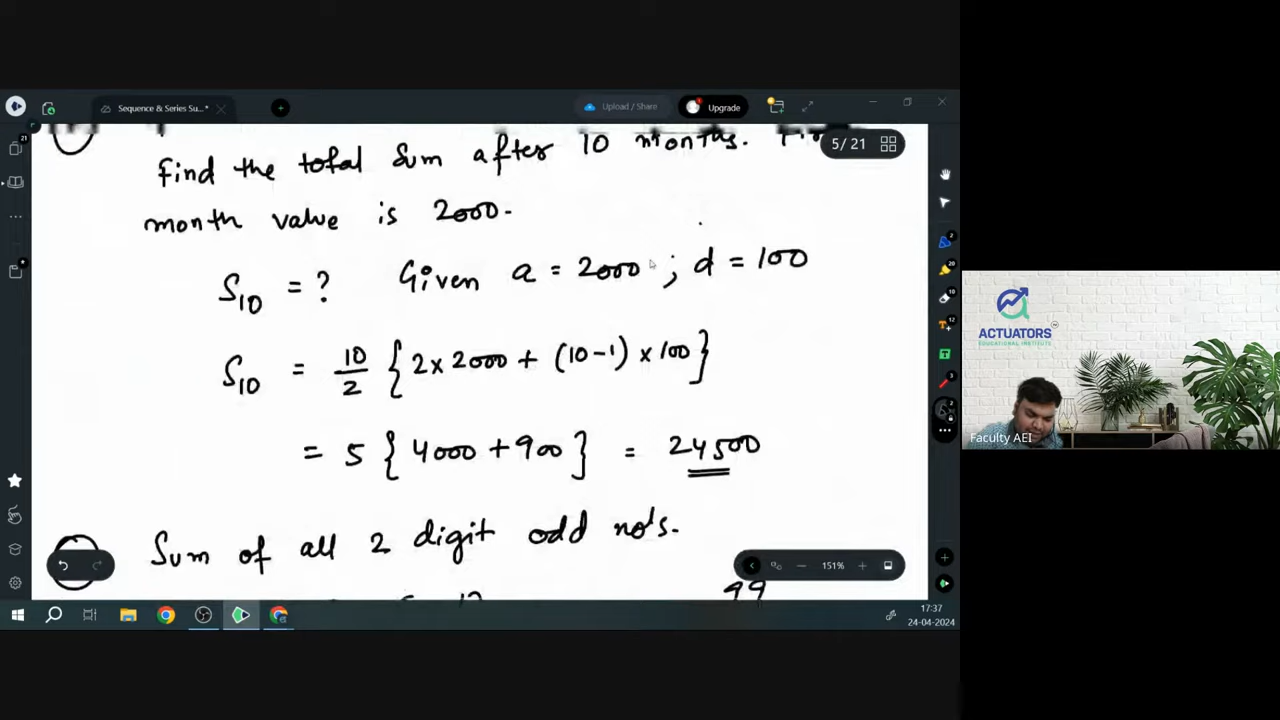 Sequence & Series Su...*
Upload / Share
Upgrade
5/21
Find the total Sum after 10 months.
month value is 2000.
S10 = ? Given a = 2000 ; d = 100
S10 = 10/2 { 2 x 2000 + (10-1) x 100 }
= 5 { 4000 + 900 } = 24500
Sum of all 2 digit odd no's.
99
151%
17:37
24-04-2024
ACTUATORS
EDUCATIONAL INSTITUTE
Faculty AEI